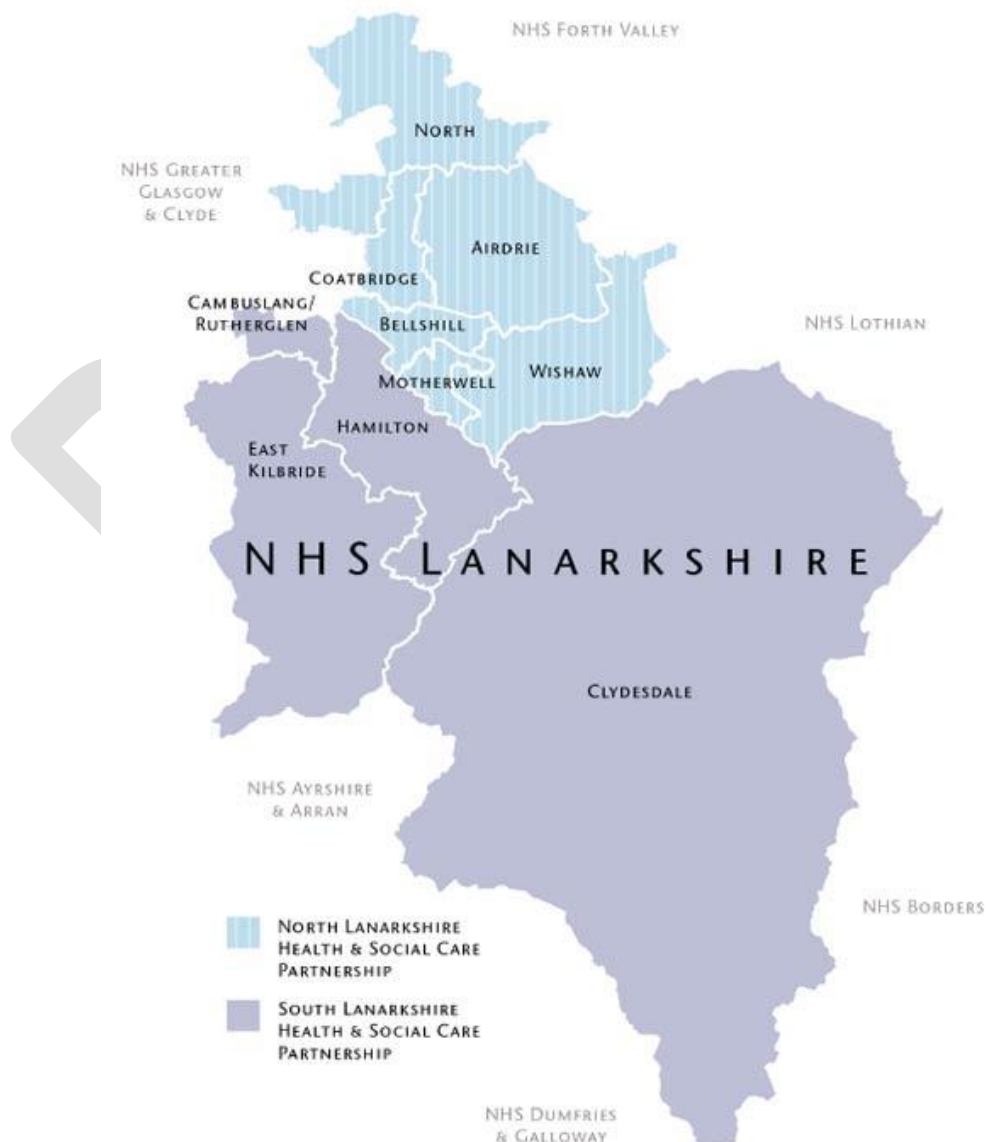 NHS FORTH VALLEY
NORTH
NHS GREATER
GLASGOW
& CLYDE
AIRDRIE
COATBRIDGE
CAMBUSLANG/
RUTHERGLEN
BELLSHILL
NHS LOTHIAN
WISHAW
MOTHERWELL
HAMILTON
EAST
KILBRIDE
NHS LANARKSHIRE
CLYDESDALE
NHS AYRSHIRE
& ARRAN
NHS BORDERS
NORTH LANARKSHIRE
HEALTH & SOCIAL CARE
PARTNERSHIP
SOUTH LANARKSHIRE
HEALTH & SOCIAL CARE
PARTNERSHIP
NHS DUMFRIES
& GALLOWAY